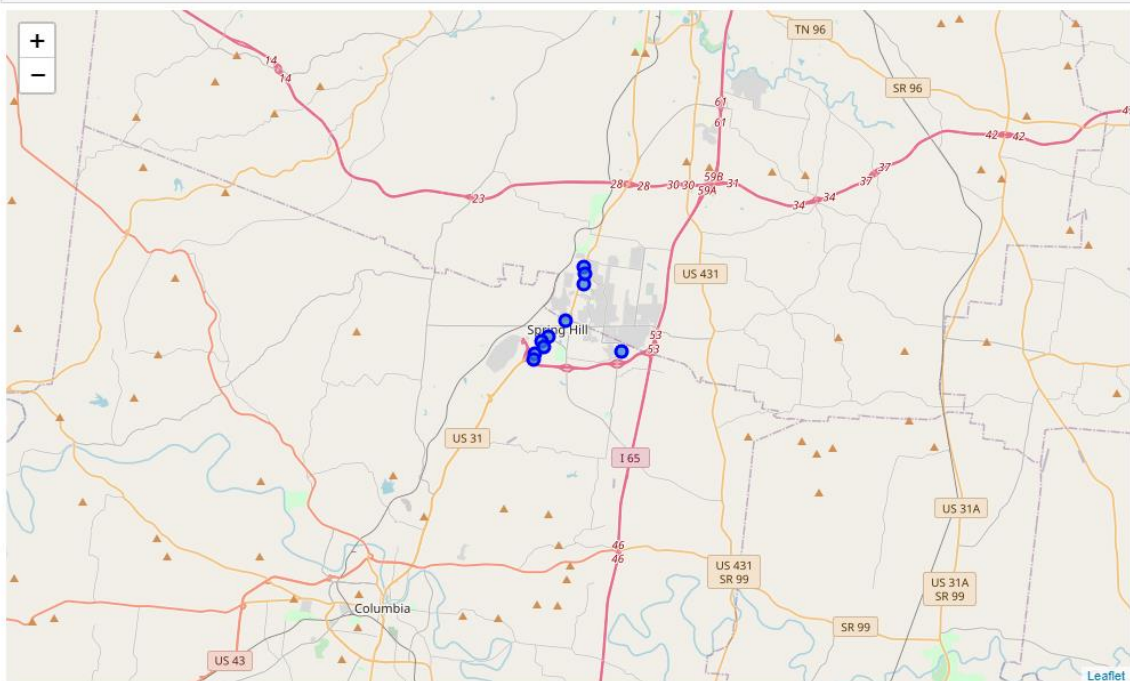 +
−
TN 96
14
14
SR 96
61
61
42
42
37
37
59B
28
28
30
30
31
59A
34
34
23
US 431
Spring Hill
53
53
US 31
I 65
US 31A
46
46
US 431
SR 99
US 31A
SR 99
Columbia
SR 99
US 43
Leaflet